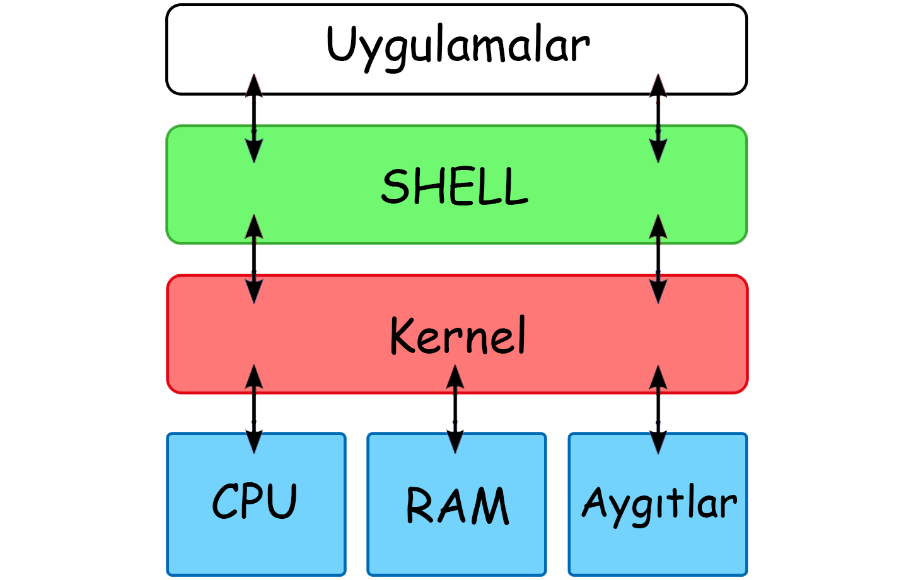 Uygulamalar
SHELL
Kernel
CPU
RAM
Aygıtlar